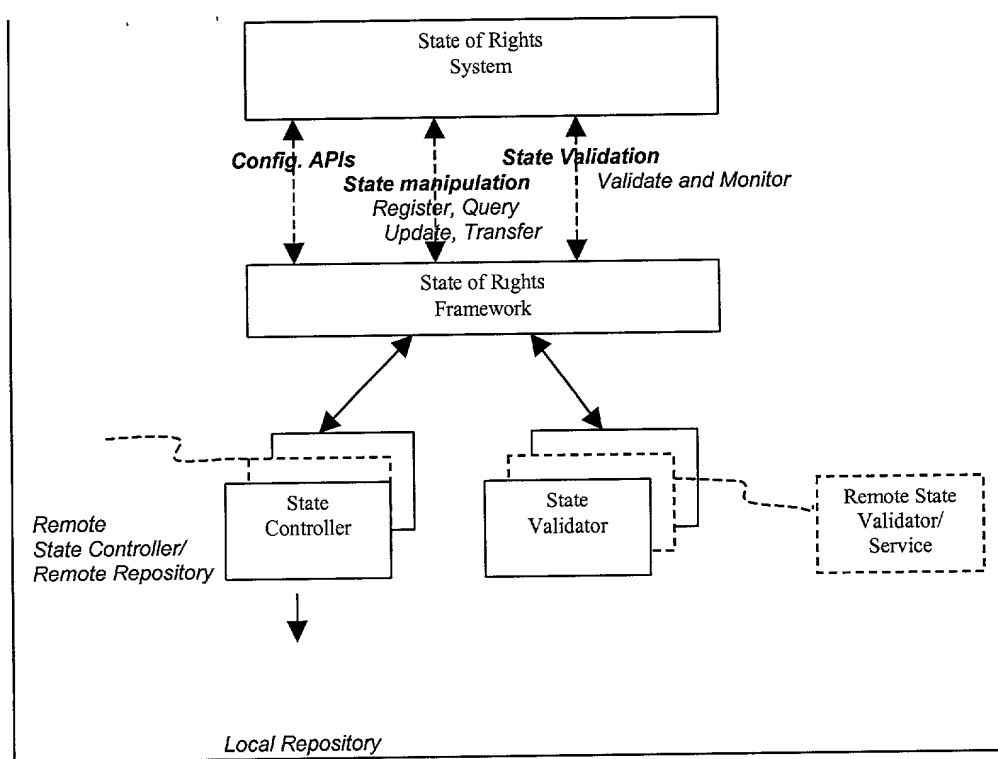 State of Rights
System
Config. APIs
State Validation
State manipulation
Validate and Monitor
Register, Query
Update, Transfer
State of Rights
Framework
State
Controller
State
Validator
Remote State
Validator/
Service
Remote
State Controller/
Remote Repository
Local Repository